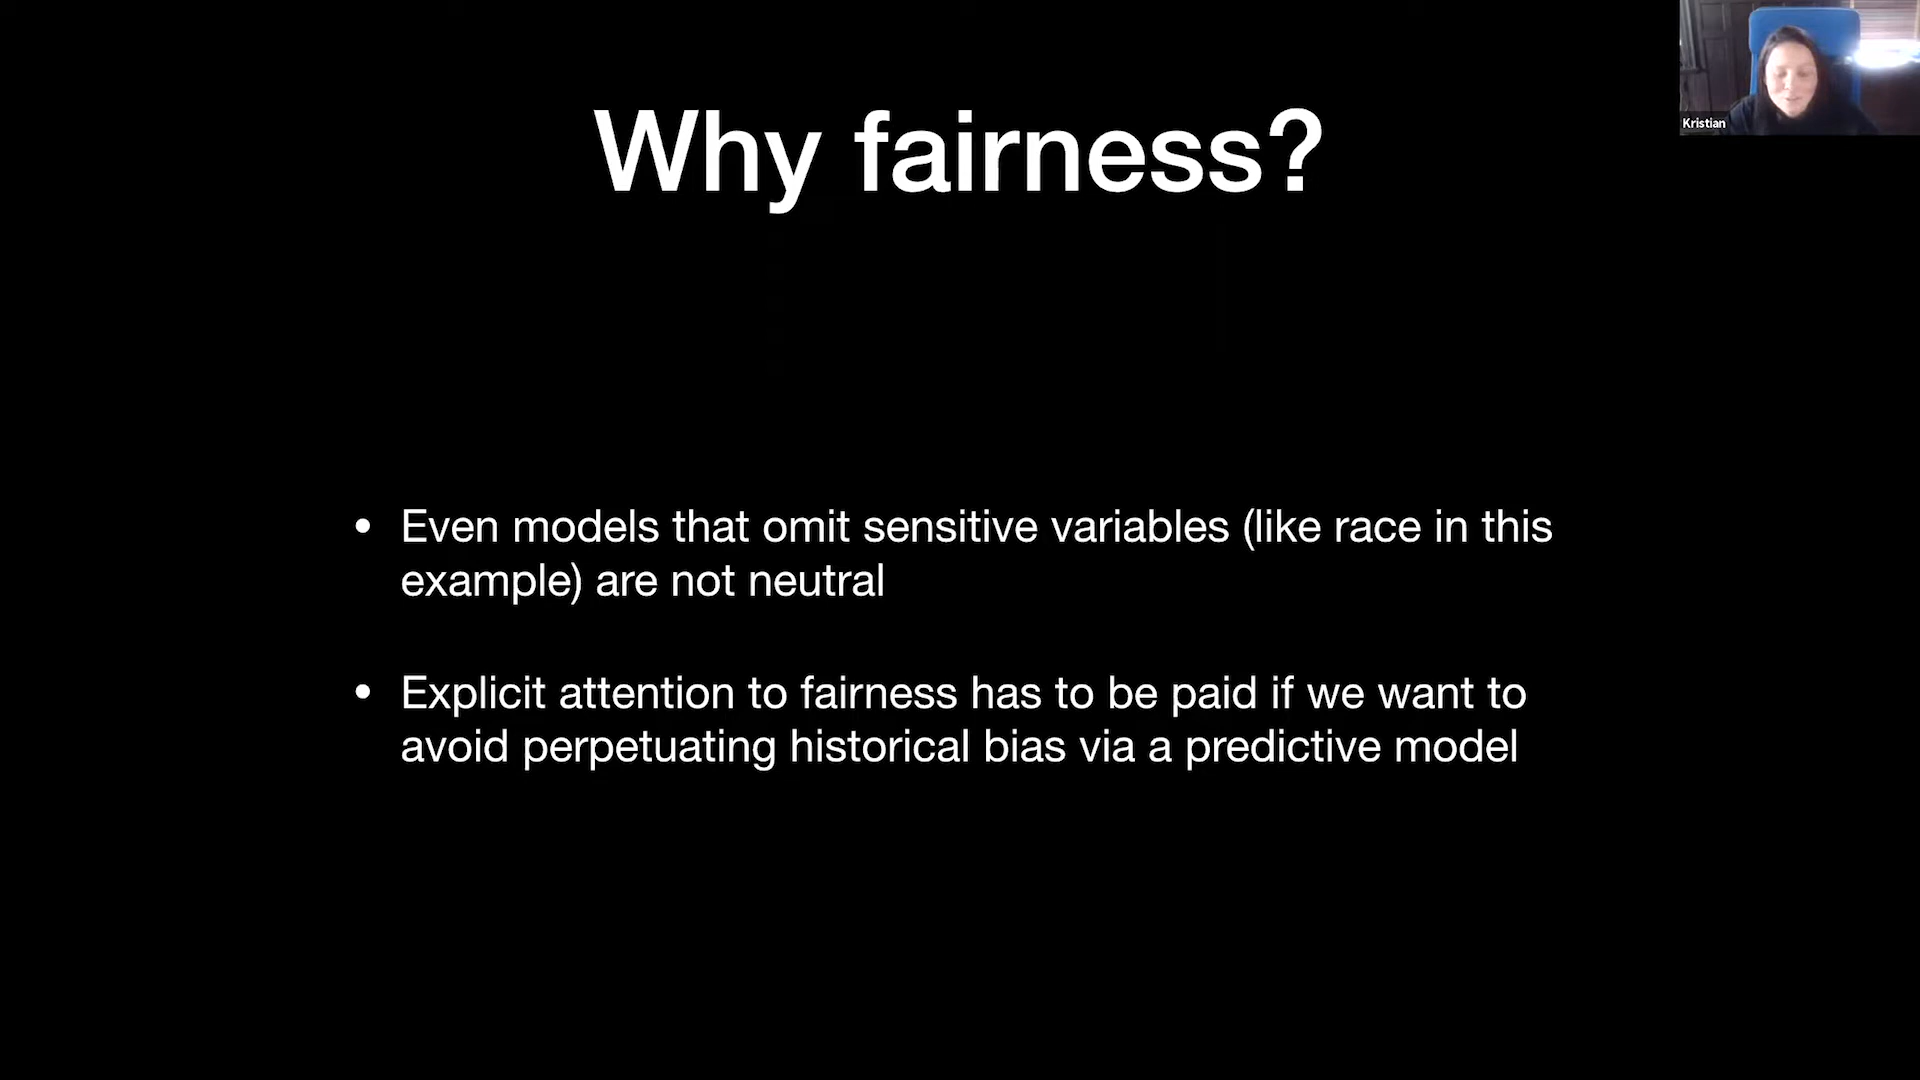 Why fairness?
Kristian
• Even models that omit sensitive variables (like race in this
example) are not neutral
• Explicit attention to fairness has to be paid if we want to
avoid perpetuating historical bias via a predictive model